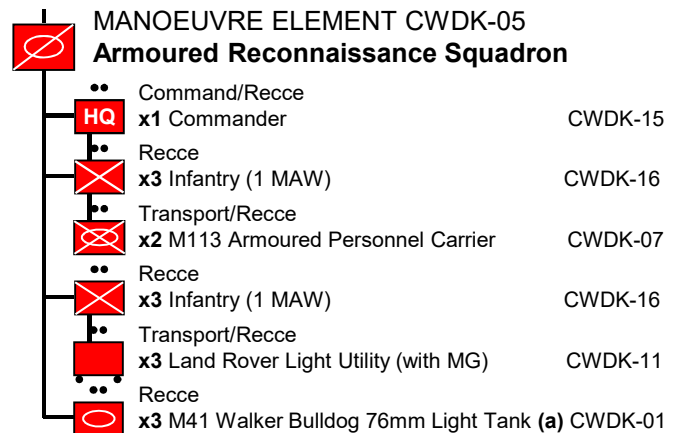 MANOEUVRE ELEMENT CWDK-05
Armoured Reconnaissance Squadron
Command/Recce
HQ x1 Commander CWDK-15
Recce
x3 Infantry (1 MAW) CWDK-16
Transport/Recce
x2 M113 Armoured Personnel Carrier CWDK-07
Recce
x3 Infantry (1 MAW) CWDK-16
Transport/Recce
x3 Land Rover Light Utility (with MG) CWDK-11
Recce
x3 M41 Walker Bulldog 76mm Light Tank (a) CWDK-01